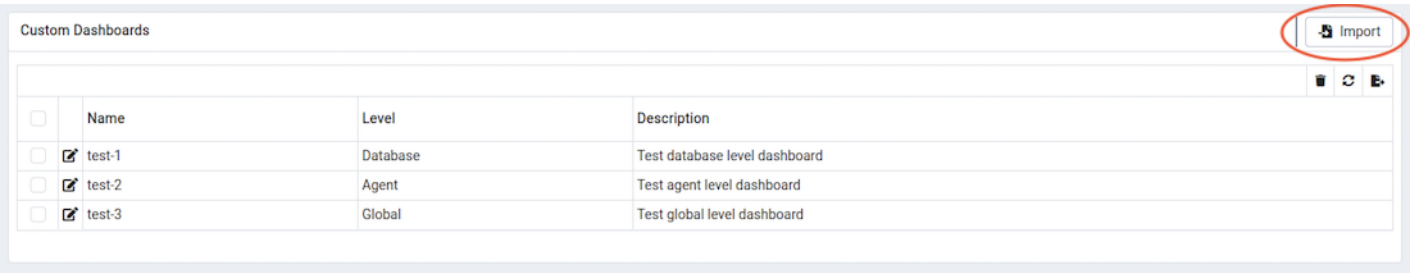 Custom Dashboards
Import
Name Level Description
test-1 Database Test database level dashboard
test-2 Agent Test agent level dashboard
test-3 Global Test global level dashboard